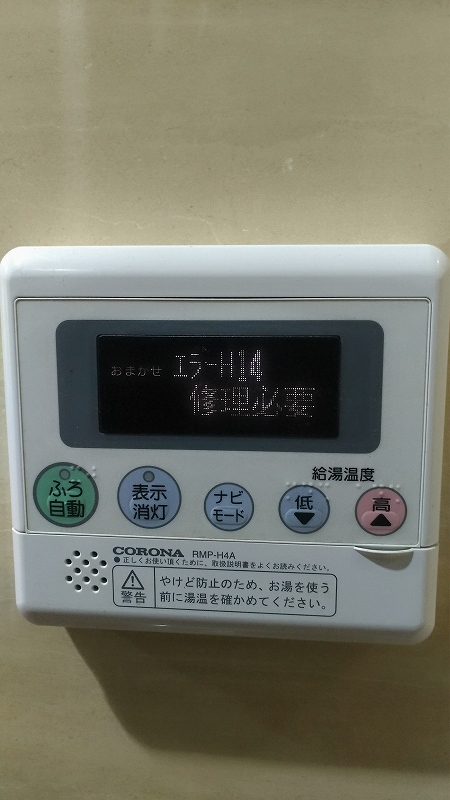 おまかせ エラーH14
修理必要
給湯温度
ふろ
自動
表示
消灯
ナビ
モード
低
高
CORONA RMP-H4A
●正しくお使い頂くために、取扱説明書をよくお読みください。
警告
やけど防止のため、お湯を使う
前に湯温を確かめてください。